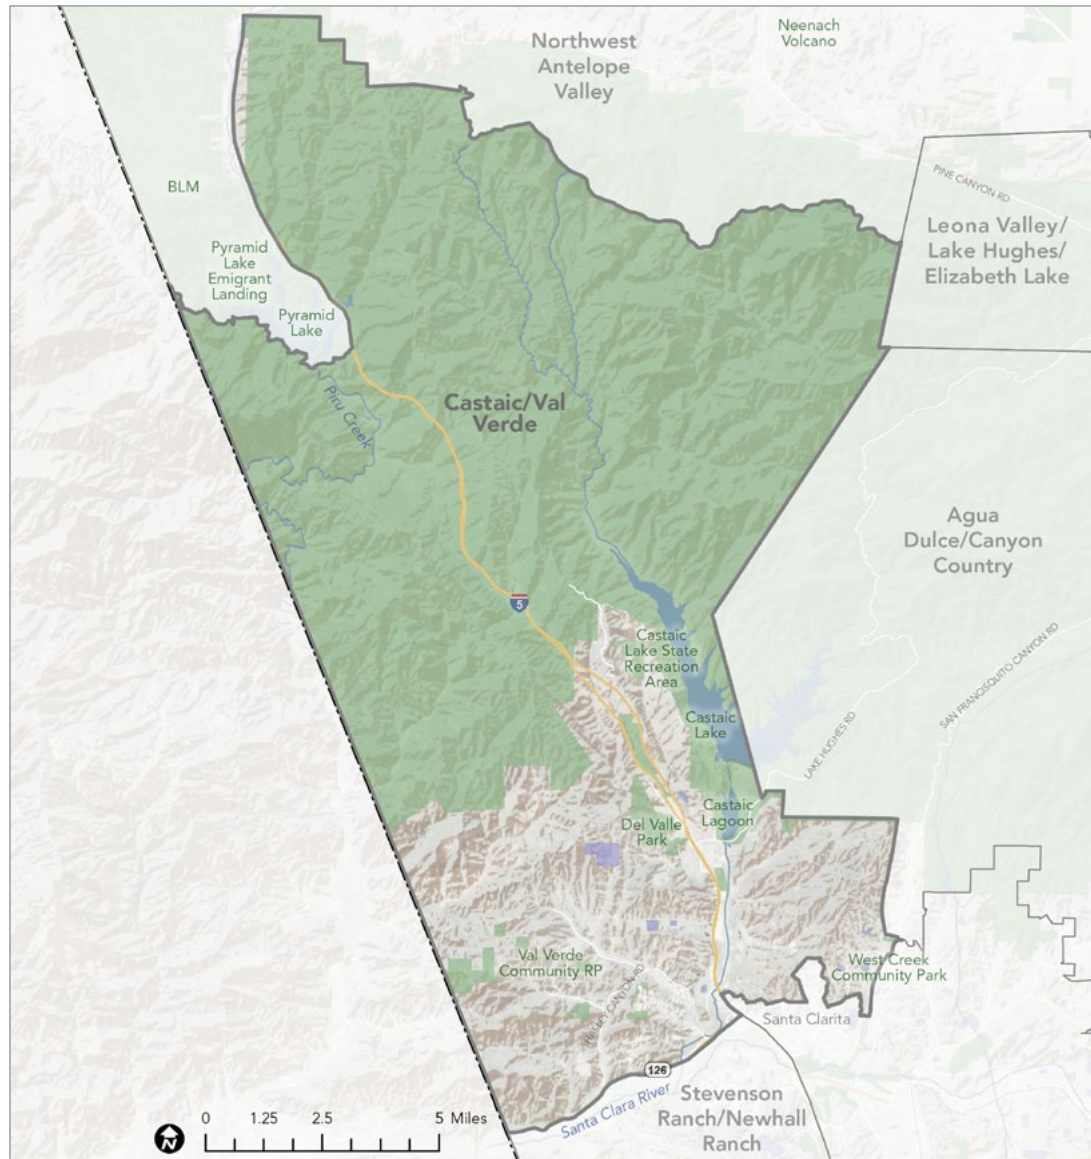 Northwest
Antelope
Valley
Neenach
Volcano
PINE CANYON RD
BLM
Leona Valley/
Lake Hughes/
Elizabeth Lake
Pyramid
Lake
Emigrant
Landing
Pyramid
Lake
Piru Creek
Castaic/Val
Verde
Agua
Dulce/Canyon
Country
5
Castaic
Lake State
Recreation
Area
SAN FRANCISQUITO CANYON RD
Castaic
Lake
LAKE HUGHES RD
Castaic
Lagoon
Del Valle
Park
Val Verde
Community RP
West Creek
Community Park
HASLEY CANYON RD
Santa Clarita
126
Santa Clara River
Stevenson
Ranch/Newhall
Ranch
N
0 1.25 2.5 5 Miles